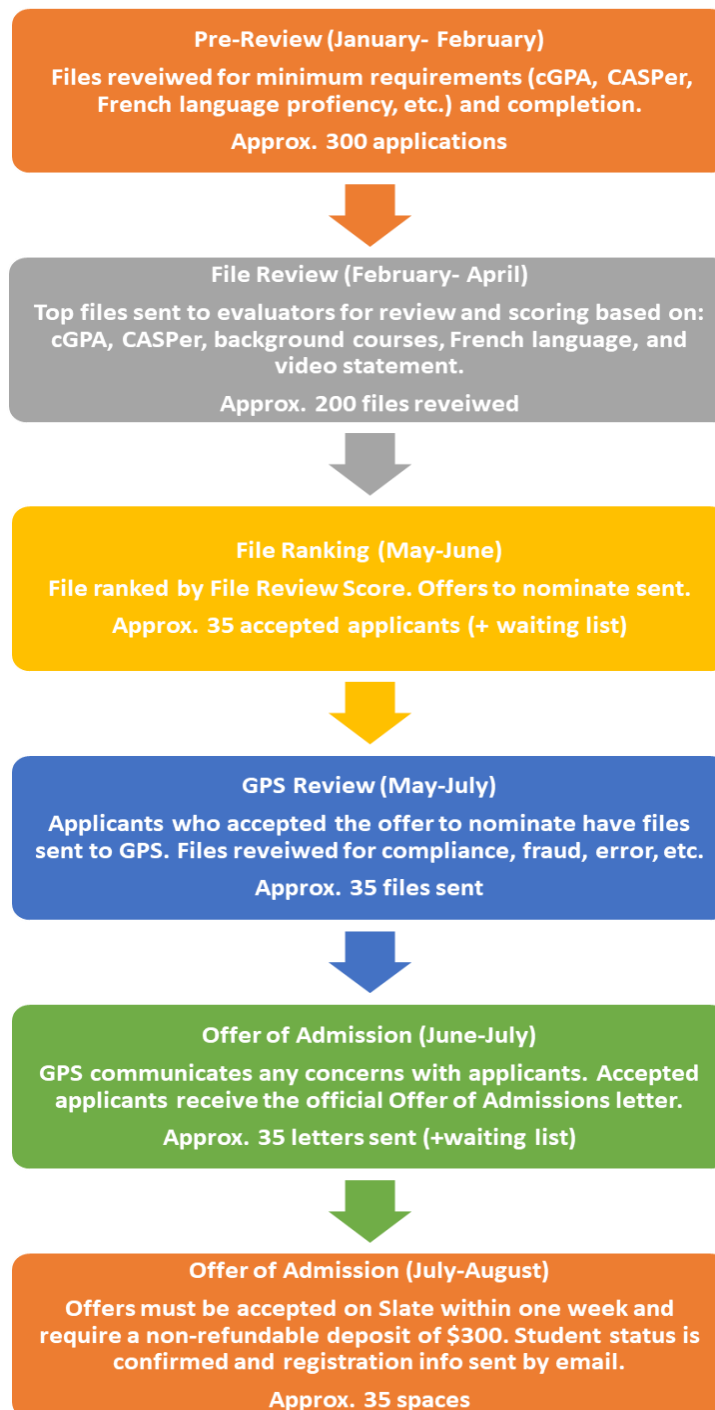 Pre-Review (January- February)
Files reveiwed for minimum requirements (cGPA, CASPer,
French language profiency, etc.) and completion.
Approx. 300 applications
File Review (February- April)
Top files sent to evaluators for review and scoring based on:
cGPA, CASPer, background courses, French language, and
video statement.
Approx. 200 files reveiwed
File Ranking (May-June)
File ranked by File Review Score. Offers to nominate sent.
Approx. 35 accepted applicants (+ waiting list)
GPS Review (May-July)
Applicants who accepted the offer to nominate have files
sent to GPS. Files reveiwed for compliance, fraud, error, etc.
Approx. 35 files sent
Offer of Admission (June-July)
GPS communicates any concerns with applicants. Accepted
applicants receive the official Offer of Admissions letter.
Approx. 35 letters sent (+waiting list)
Offer of Admission (July-August)
Offers must be accepted on Slate within one week and
require a non-refundable deposit of $300. Student status is
confirmed and registration info sent by email.
Approx. 35 spaces